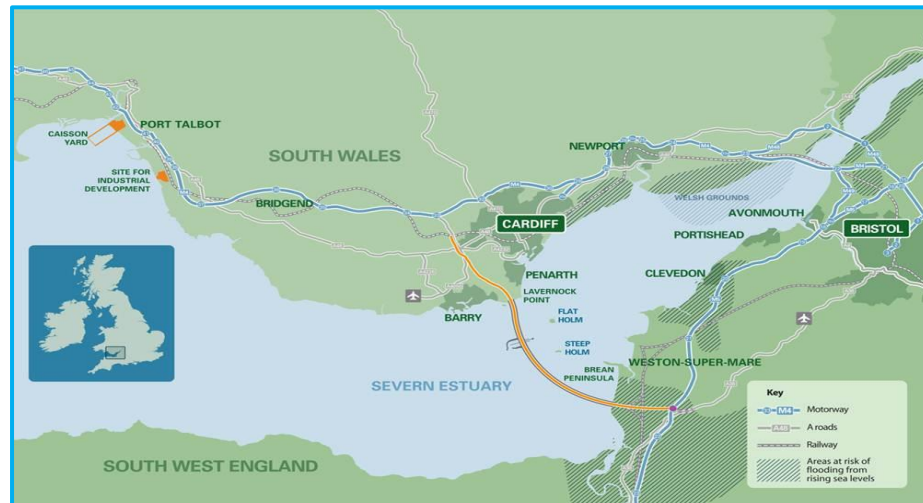 PORT TALBOT
CAISSON
YARD
SOUTH WALES
SITE FOR
INDUSTRIAL
DEVELOPMENT
BRIDGEND
NEWPORT
M4
WELSH GROUNDS
AVONMOUTH
PORTISHEAD
BRISTOL
CARDIFF
CLEVEDON
PENARTH
LAVERNOCK
POINT
BARRY
FLAT
HOLM
STEEP
HOLM
WESTON-SUPER-MARE
BREAN
PENINSULA
SEVERN ESTUARY
SOUTH WEST ENGLAND
Key
M4 Motorway
A roads
Railway
Areas at risk of
flooding from
rising sea levels